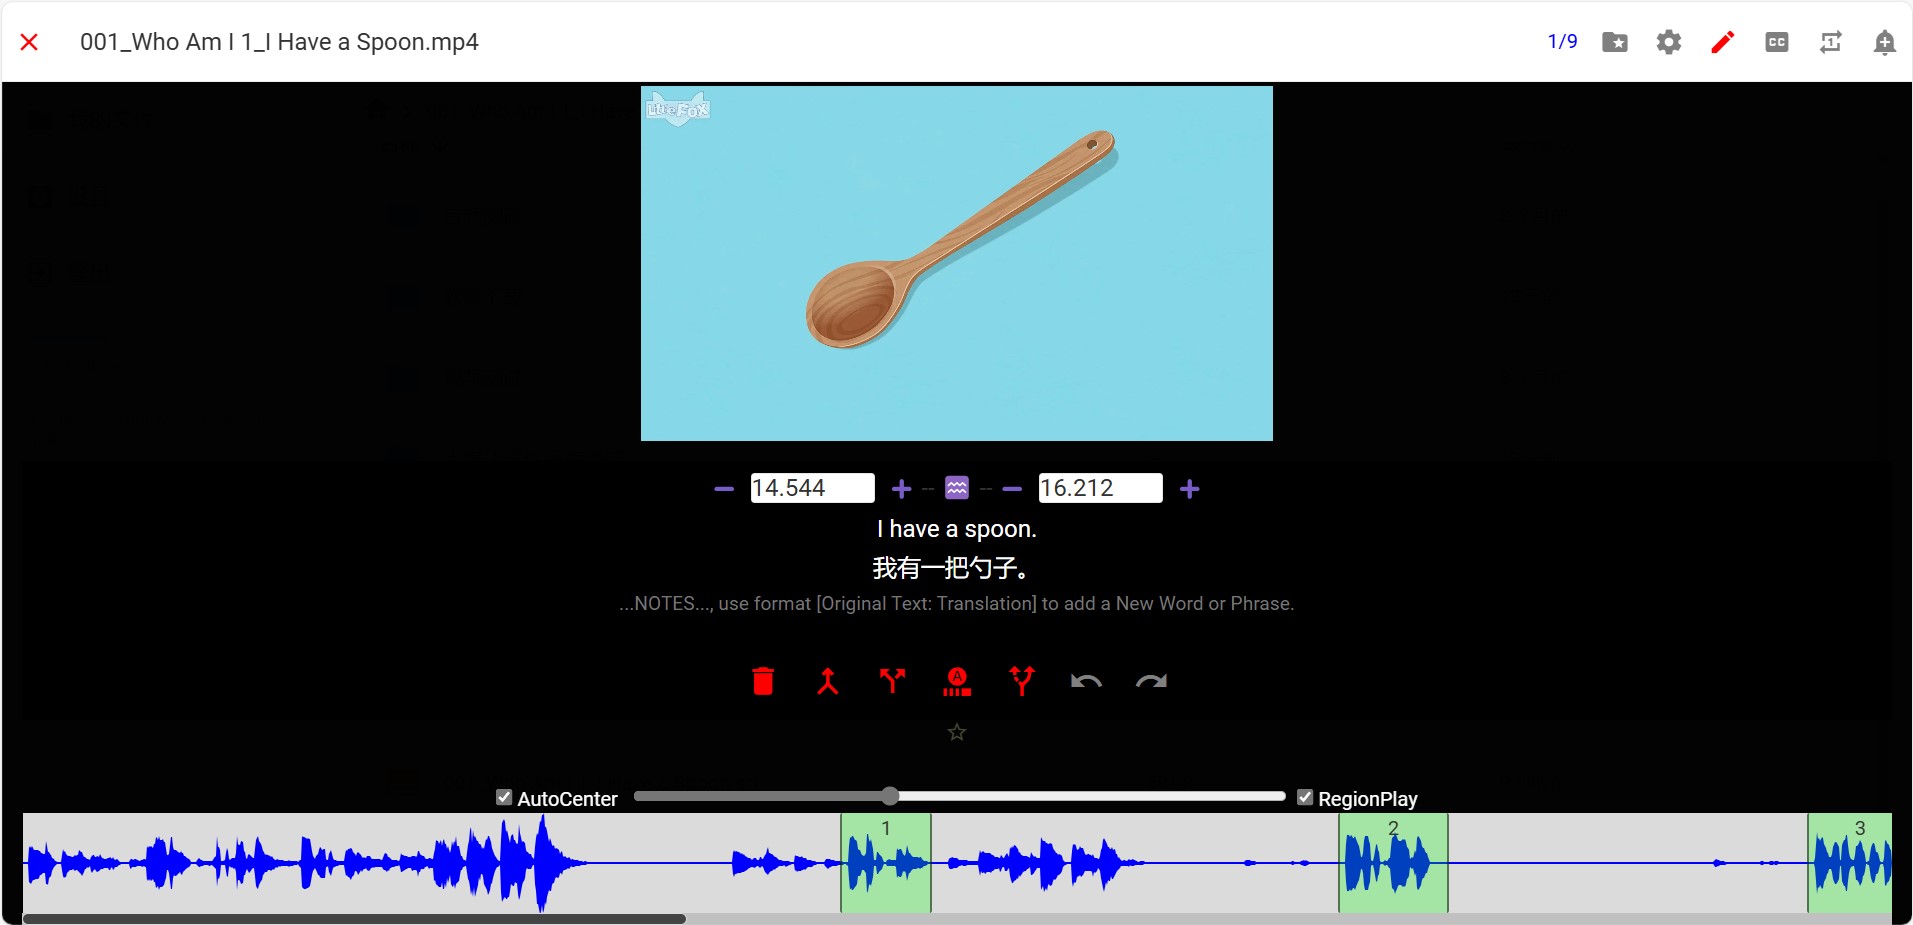 001_Who Am I 1_I Have a Spoon.mp4
1/9
CC
1
Little Fox
14.544
-- --
16.212
I have a spoon.
我有一把勺子。
...NOTES..., use format [Original Text: Translation] to add a New Word or Phrase.
A
AutoCenter
RegionPlay
1
2
3